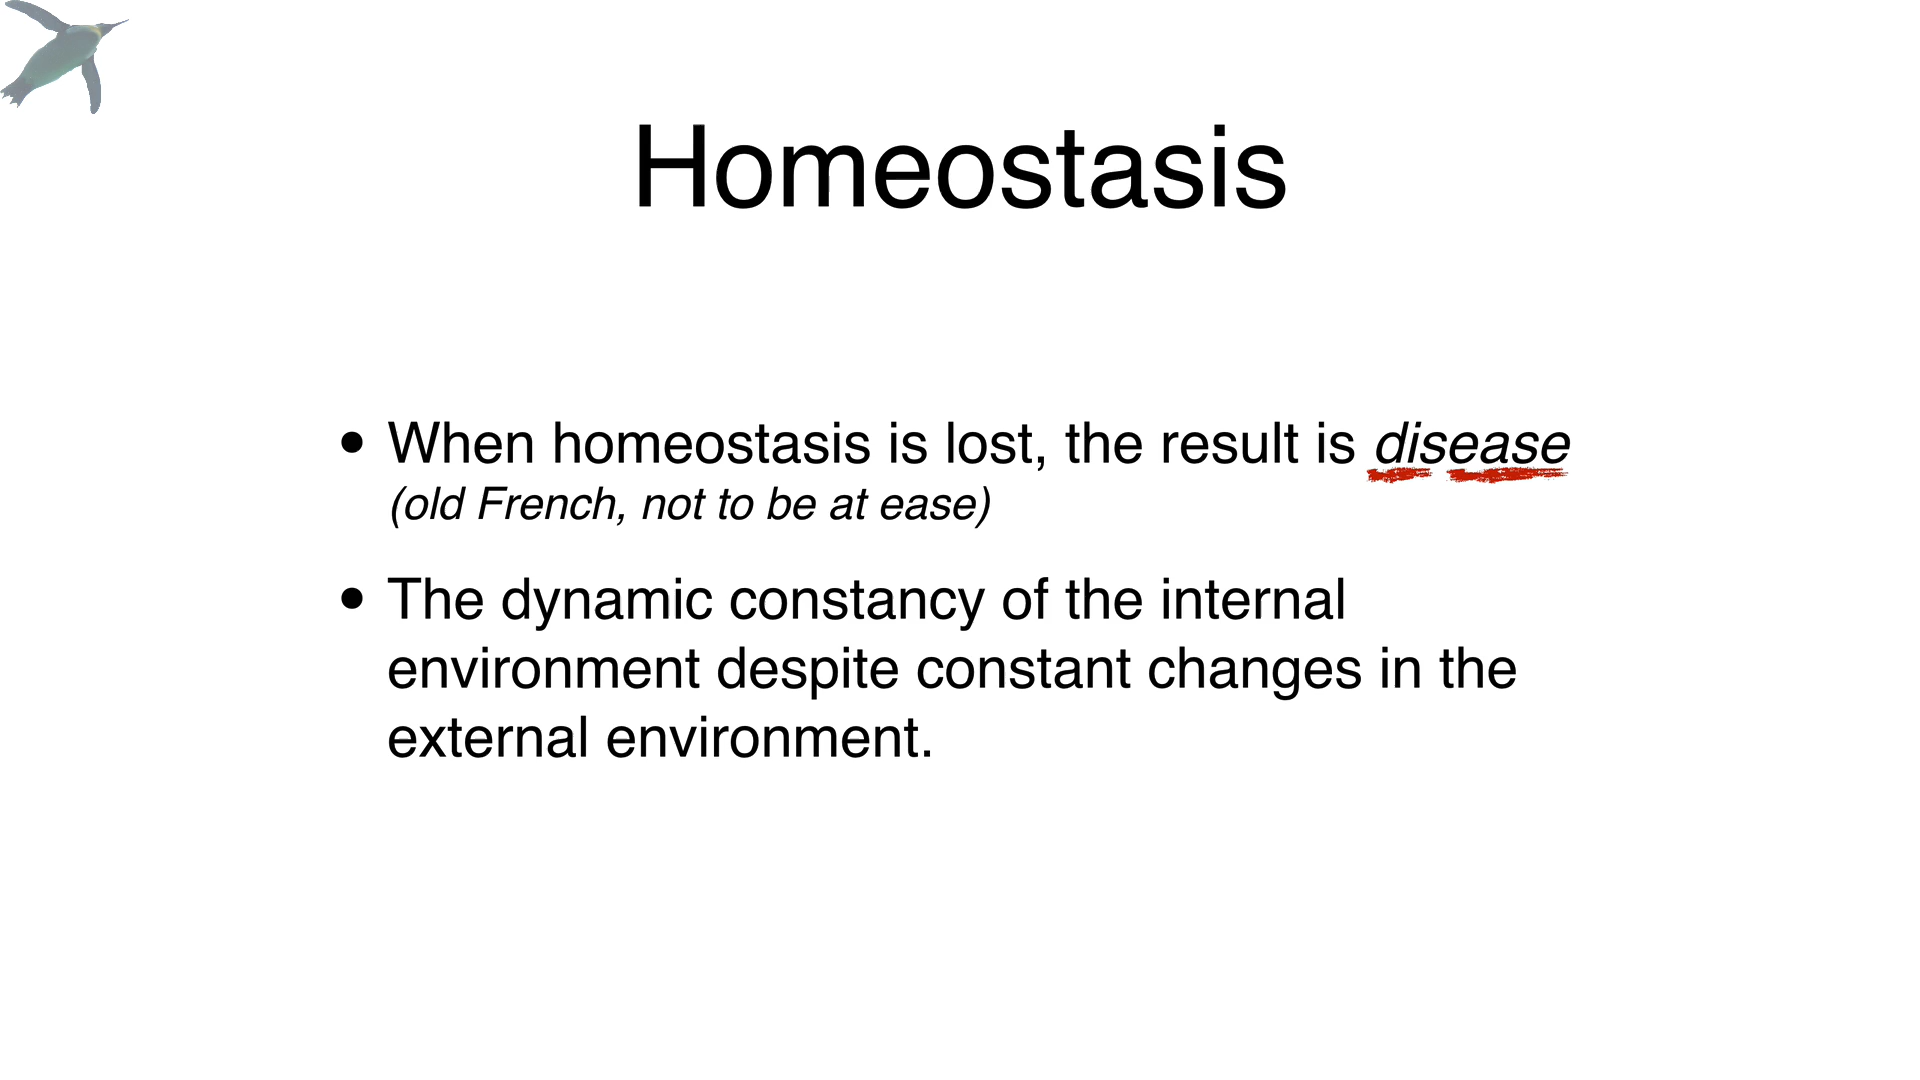 Homeostasis
• When homeostasis is lost, the result is disease
(old French, not to be at ease)
• The dynamic constancy of the internal
environment despite constant changes in the
external environment.